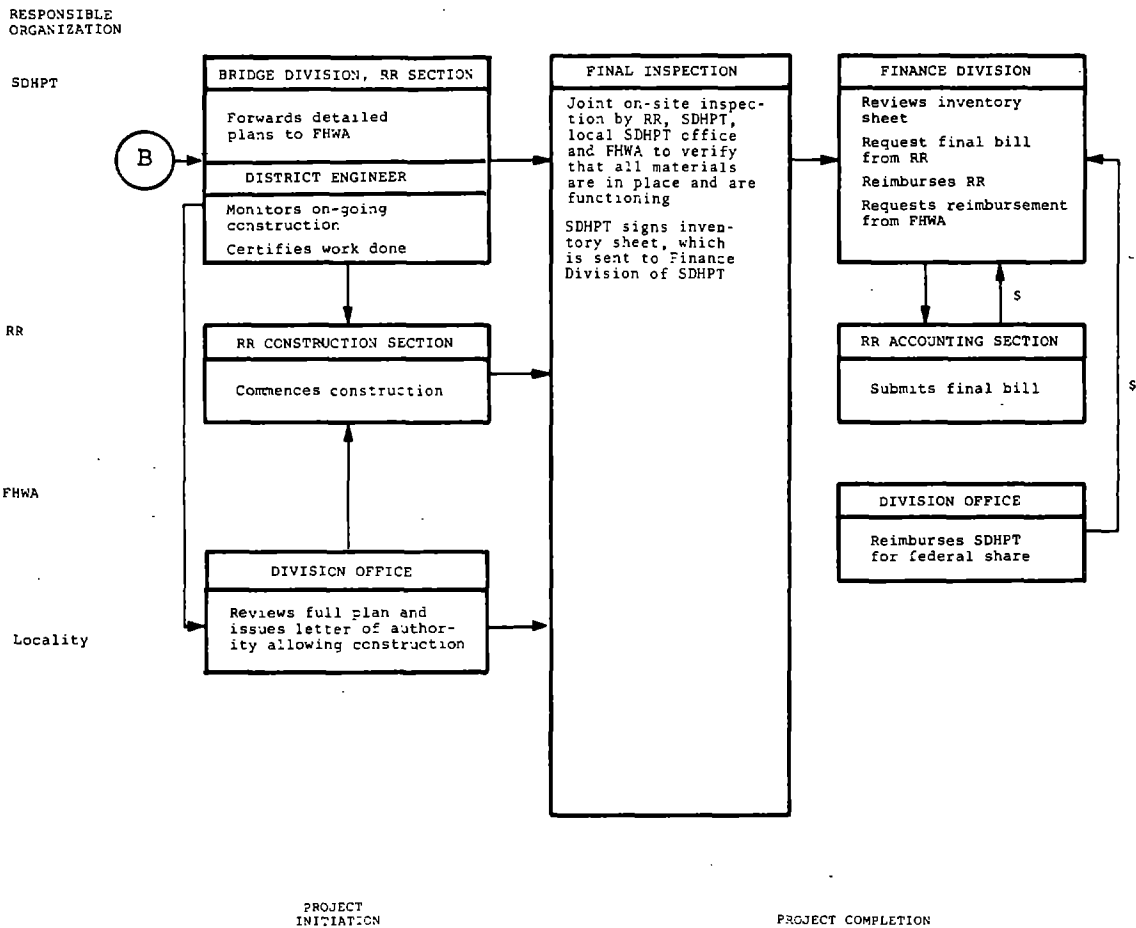 RESPONSIBLE
ORGANIZATION
SDHPT
B
BRIDGE DIVISION, RR SECTION
Forwards detailed
plans to FHWA
DISTRICT ENGINEER
Monitors on-going
construction
Certifies work done
FINAL INSPECTION
Joint on-site inspec-
tion by RR, SDHPT,
local SDHPT office
and FHWA to verify
that all materials
are in place and are
functioning
SDHPT signs inven-
tory sheet, which
is sent to Finance
Division of SDHPT
FINANCE DIVISION
Reviews inventory
sheet
Request final bill
from RR
Reimburses RR
Requests reimbursement
from FHWA
$
$
RR
RR CONSTRUCTION SECTION
Commences construction
RR ACCOUNTING SECTION
Submits final bill
FHWA
DIVISION OFFICE
Reimburses SDHPT
for federal share
DIVISION OFFICE
Reviews full plan and
issues letter of author-
ity allowing construction
Locality
PROJECT
INITIATION
PROJECT COMPLETION